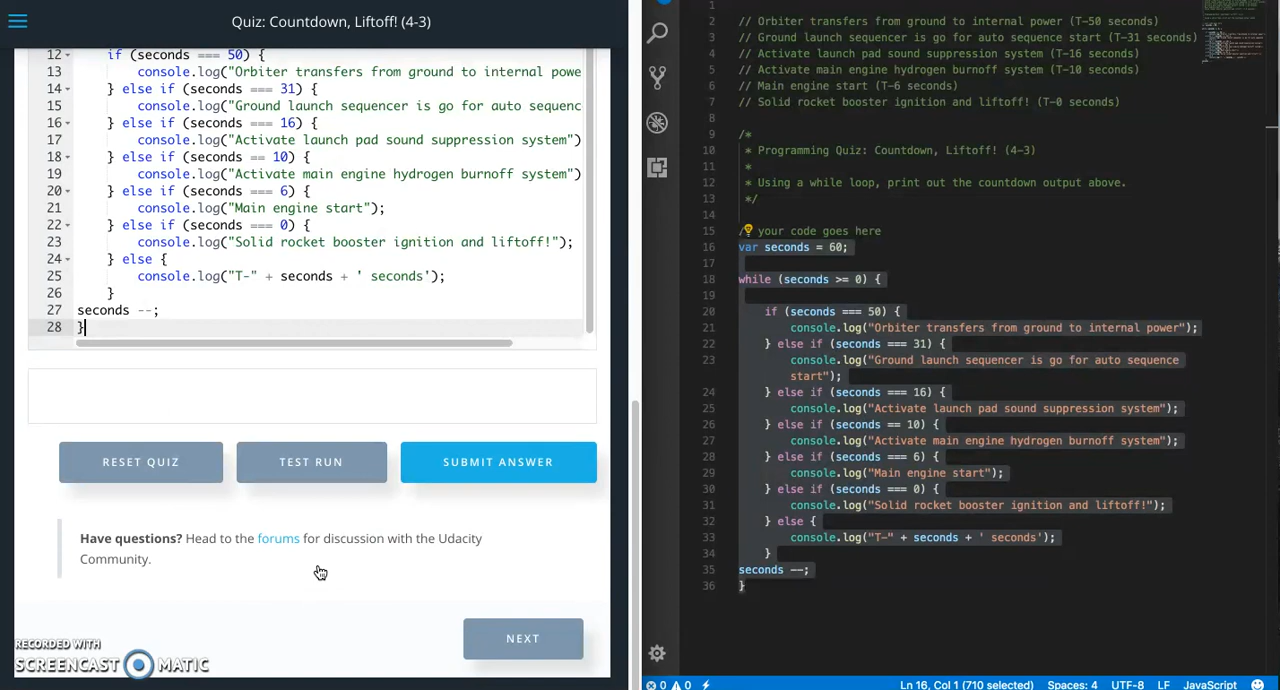 Quiz: Countdown, Liftoff! (4-3)
12 if (seconds === 50) {
13 console.log("Orbiter transfers from ground to internal powe
14 } else if (seconds === 31) {
15 console.log("Ground launch sequencer is go for auto sequenc
16 } else if (seconds === 16) {
17 console.log("Activate launch pad sound suppression system")
18 } else if (seconds == 10) {
19 console.log("Activate main engine hydrogen burnoff system")
20 } else if (seconds === 6) {
21 console.log("Main engine start");
22 } else if (seconds === 0) {
23 console.log("Solid rocket booster ignition and liftoff!");
24 } else {
25 console.log("T-" + seconds + ' seconds');
26 }
27 seconds --;
28 }
RESET QUIZ
TEST RUN
SUBMIT ANSWER
Have questions? Head to the forums for discussion with the Udacity
Community.
NEXT
RECORDED WITH
SCREENCAST MATIC
1
2 // Orbiter transfers from ground to internal power (T-50 seconds)
3 // Ground launch sequencer is go for auto sequence start (T-31 seconds)
4 // Activate launch pad sound suppression system (T-16 seconds)
5 // Activate main engine hydrogen burnoff system (T-10 seconds)
6 // Main engine start (T-6 seconds)
7 // Solid rocket booster ignition and liftoff! (T-0 seconds)
8
9 /*
10 * Programming Quiz: Countdown, Liftoff! (4-3)
11 *
12 * Using a while loop, print out the countdown output above.
13 */
14
15 / your code goes here
16 var seconds = 60;
17
18 while (seconds >= 0) {
19
20 if (seconds === 50) {
21 console.log("Orbiter transfers from ground to internal power");
22 } else if (seconds === 31) {
23 console.log("Ground launch sequencer is go for auto sequence
start");
24 } else if (seconds === 16) {
25 console.log("Activate launch pad sound suppression system");
26 } else if (seconds == 10) {
27 console.log("Activate main engine hydrogen burnoff system");
28 } else if (seconds === 6) {
29 console.log("Main engine start");
30 } else if (seconds === 0) {
31 console.log("Solid rocket booster ignition and liftoff!");
32 } else {
33 console.log("T-" + seconds + ' seconds');
34 }
35 seconds --;
36 }
0 0
Ln 16, Col 1 (710 selected)
Spaces: 4
UTF-8
LF
JavaScript